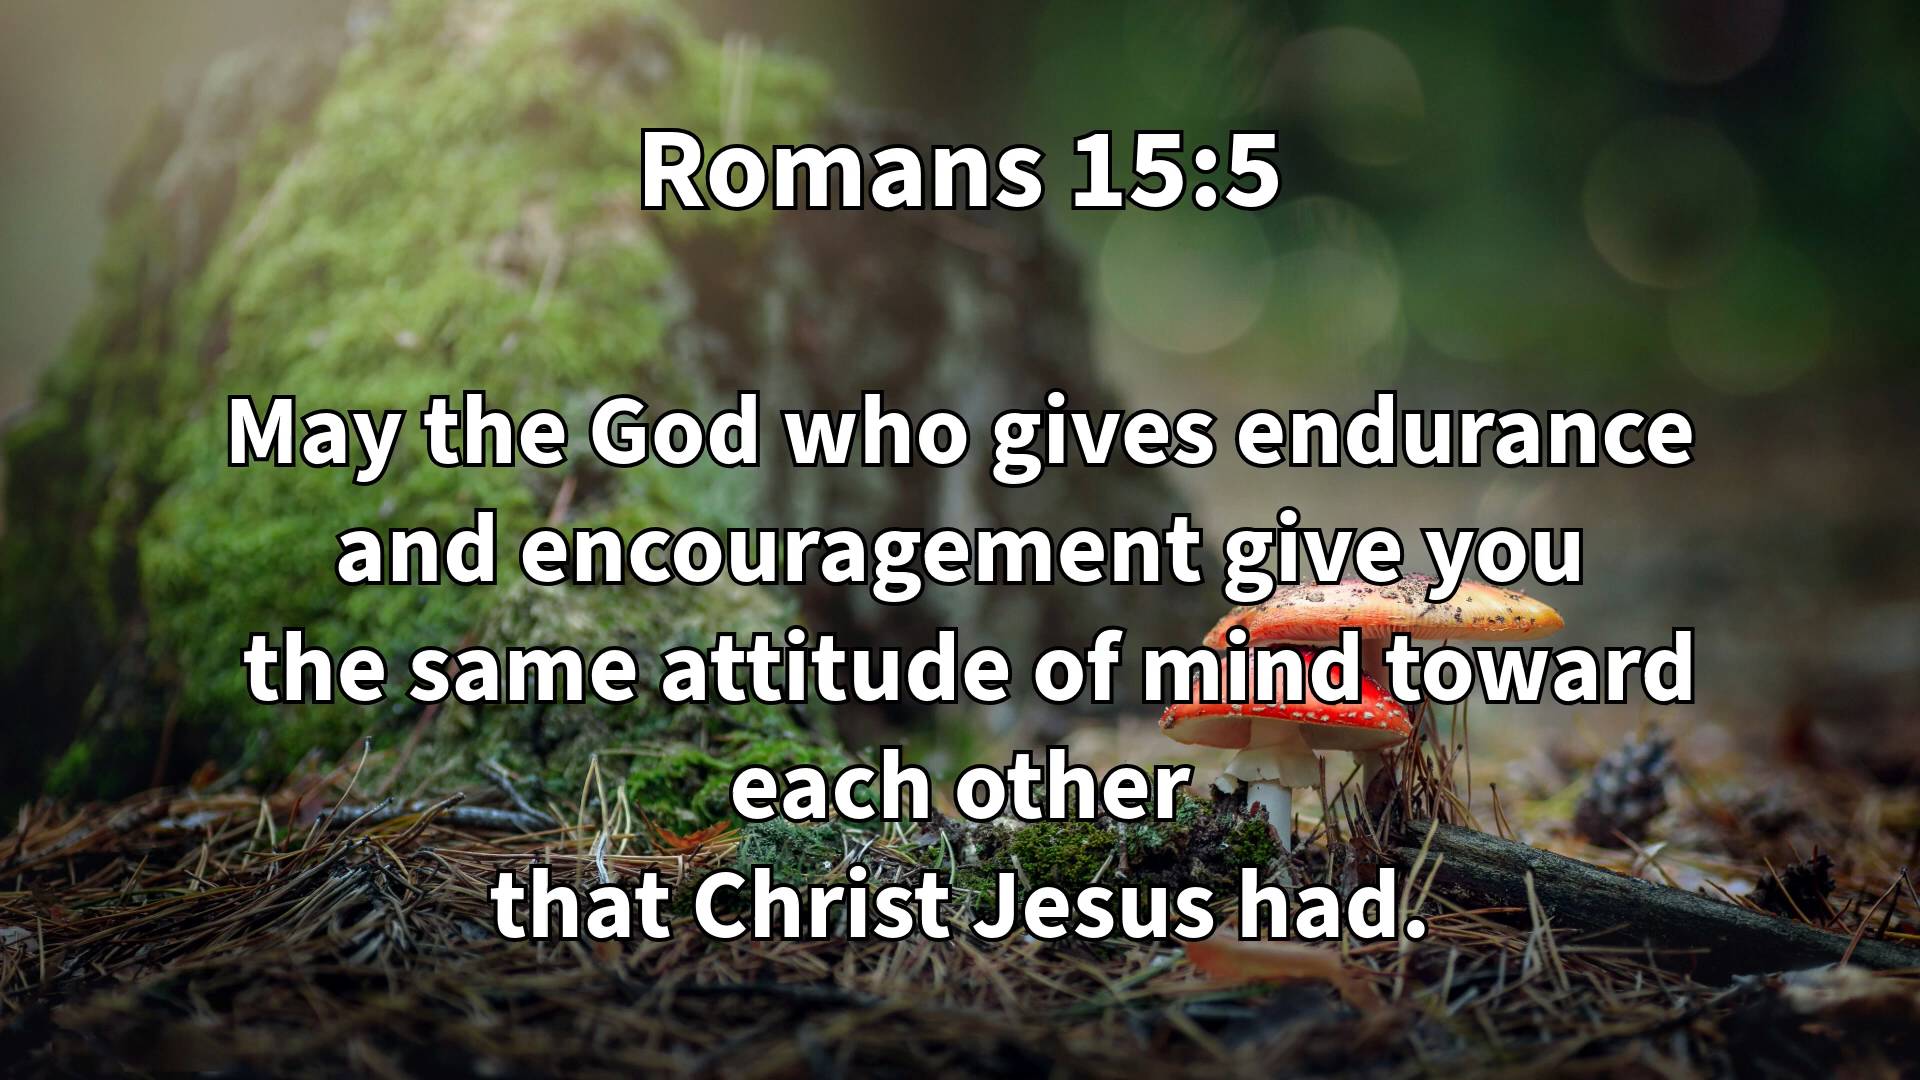 Romans 15:5
May the God who gives endurance
and encouragement give you
the same attitude of mind toward
each other
that Christ Jesus had.